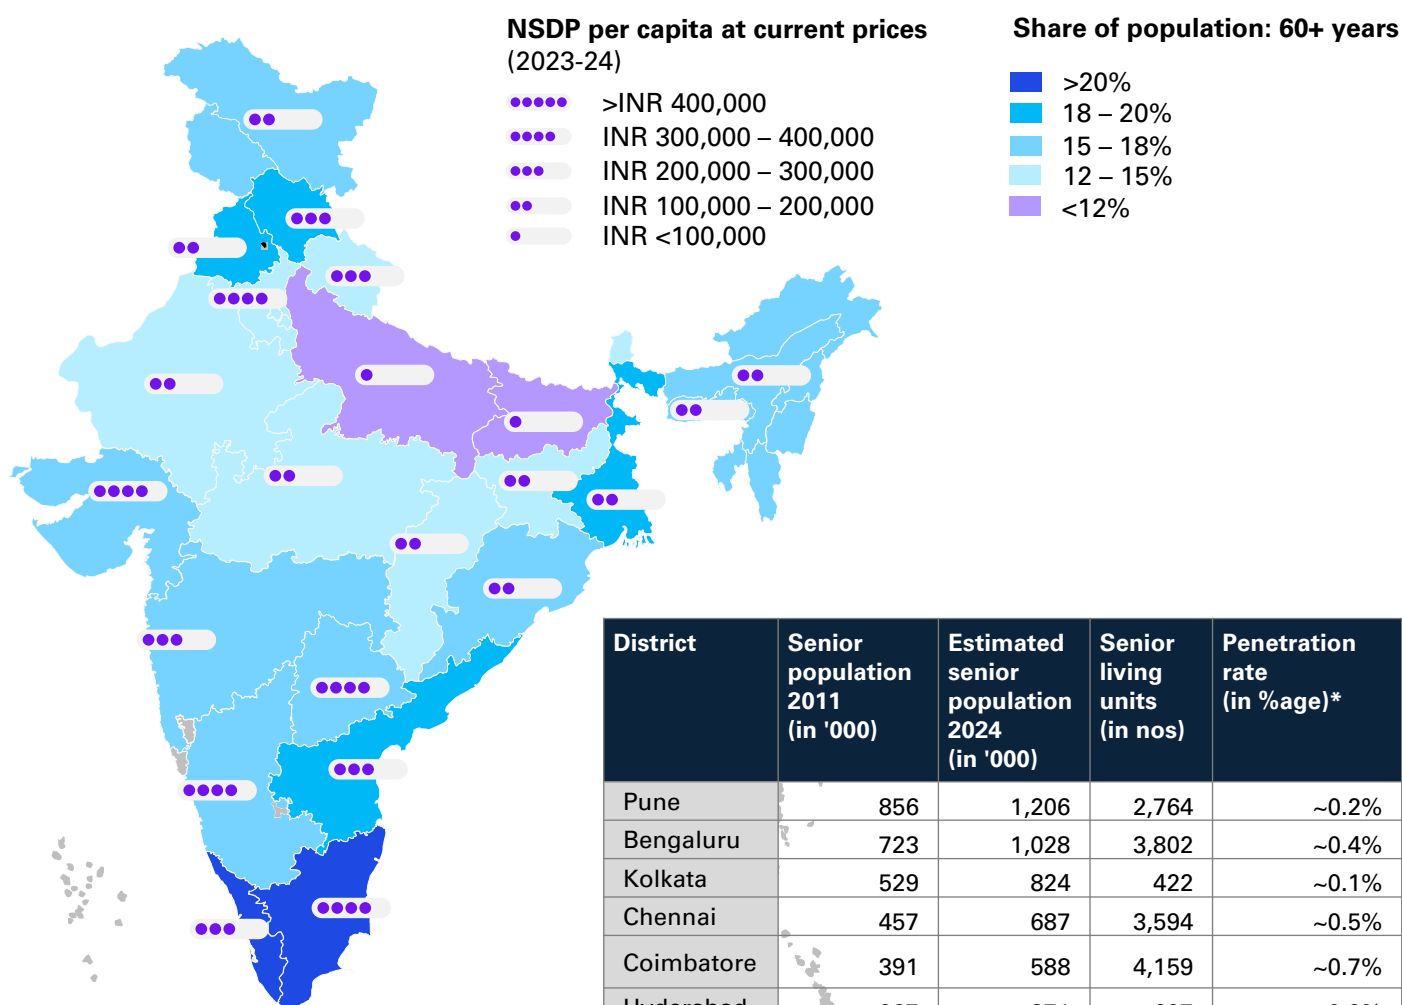 NSDP per capita at current prices
(2023-24)
>INR 400,000
INR 300,000 – 400,000
INR 200,000 – 300,000
INR 100,000 – 200,000
INR <100,000
Share of population: 60+ years
>20%
18 – 20%
15 – 18%
12 – 15%
<12%
District Senior population 2011 (in '000) Estimated senior population 2024 (in '000) Senior living units (in nos) Penetration rate (in %age)*
Pune 856 1,206 2,764 ~0.2%
Bengaluru 723 1,028 3,802 ~0.4%
Kolkata 529 824 422 ~0.1%
Chennai 457 687 3,594 ~0.5%
Coimbatore 391 588 4,159 ~0.7%
Hyderabad